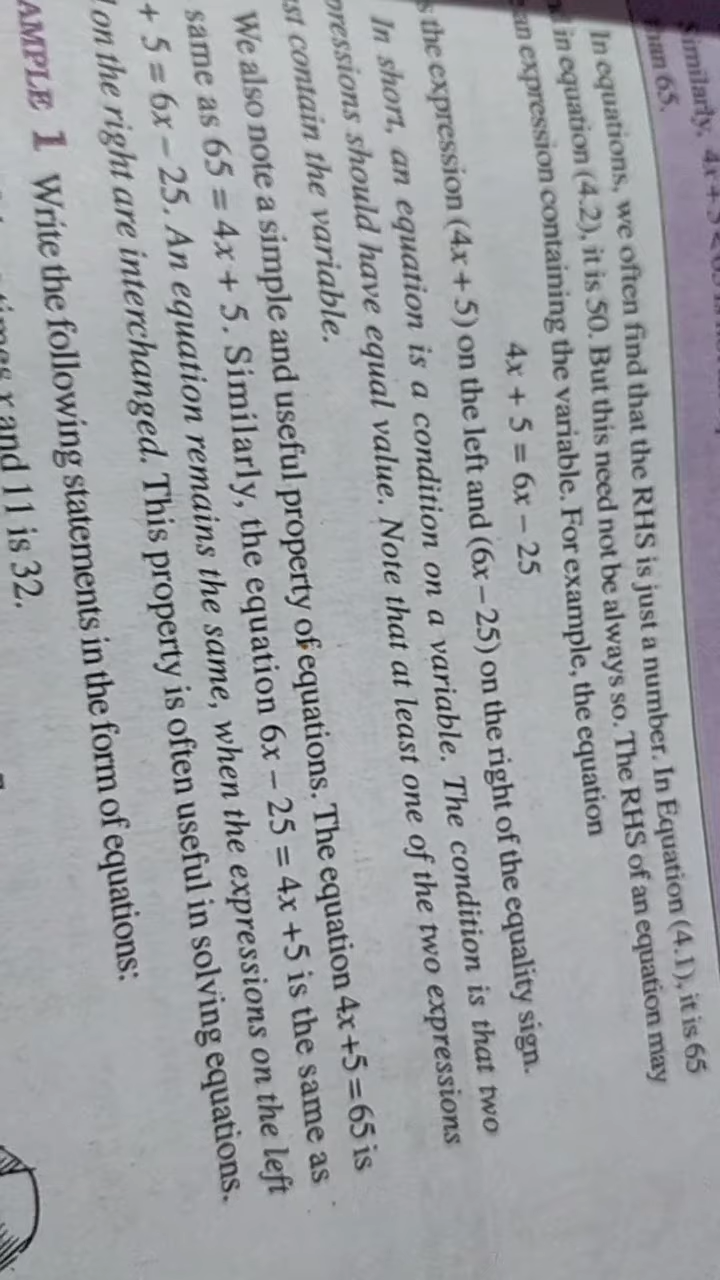 Similarly, 4x + 5
than 65.
In equations, we often find that the RHS is just a number. In Equation (4.1), it is 65
in equation (4.2), it is 50. But this need not be always so. The RHS of an equation may
an expression containing the variable. For example, the equation
4x + 5 = 6x – 25
s the expression (4x + 5) on the left and (6x – 25) on the right of the equality sign.
In short, an equation is a condition on a variable. The condition is that two
pressions should have equal value. Note that at least one of the two expressions
st contain the variable.
We also note a simple and useful property of equations. The equation 4x +5 = 65 is
same as 65 = 4x + 5. Similarly, the equation 6x – 25 = 4x +5 is the same as
+ 5 = 6x – 25. An equation remains the same, when the expressions on the left
on the right are interchanged. This property is often useful in solving equations.
AMPLE 1 Write the following statements in the form of equations:
times x and 11 is 32.